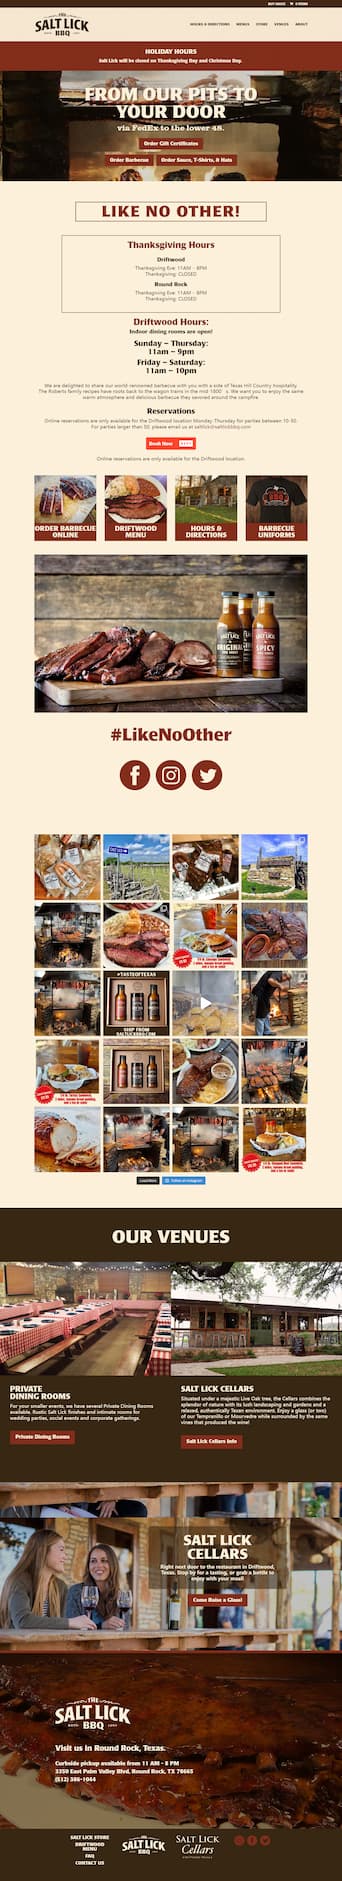 BUY ONLINE
0 ITEMS
THE
SALT LICK
BBQ
HOURS & DIRECTIONS
MENUS
STORE
VENUES
ABOUT
HOLIDAY HOURS
Salt Lick will be closed on Thanksgiving Day and Christmas Day.
FROM OUR PITS TO
YOUR DOOR
via FedEx to the lower 48.
Order Gift Certificates
Order Barbecue
Order Sauce, T-Shirts, & Hats
LIKE NO OTHER!
Thanksgiving Hours
Driftwood
Thanksgiving Eve: 11AM – 8PM
Thanksgiving: CLOSED
Round Rock
Thanksgiving Eve: 11AM – 9PM
Thanksgiving: CLOSED
Driftwood Hours:
Indoor dining rooms are open!
Sunday – Thursday:
11am – 9pm
Friday – Saturday:
11am – 10pm
We are delighted to share our world renowned barbecue with you with a side of Texas Hill Country hospitality.
The Roberts family recipes have roots back to the wagon trains in the mid 1800 s. We want you to enjoy the same
warm atmosphere and delicious barbecue they savored around the campfire.
Reservations
Online reservations are only available for the Driftwood location Monday Thursday for parties between 10-50.
For parties larger than 50, please email us at saltlick@saltlickbbq.com
Book Now
Online reservations are only available for the Driftwood location.
ORDER BARBECUE
ONLINE
DRIFTWOOD
MENU
HOURS &
DIRECTIONS
BARBECUE
UNIFORMS
SALT LICK
ORIGINAL
SALT LICK
SPICY
#LikeNoOther
#TASTEOFTEXAS
SHIP FROM
SALTLICKBBQ.COM
Load More
Follow on Instagram
OUR VENUES
PRIVATE
DINING ROOMS
For your smaller events, we have several Private Dining Rooms
available. Rustic Salt Lick finishes and intimate rooms for
wedding parties, social events and corporate gatherings.
Private Dining Rooms
SALT LICK CELLARS
Situated under a majestic Live Oak tree, the Cellars combines the
splendor of nature with its lush landscaping and gardens and a
relaxed, authentically Texan environment. Enjoy a glass (or two)
of our Tempranillo or Mourvedre while surrounded by the same
vines that produced the wine!
Salt Lick Cellars Info
SALT LICK
CELLARS
Right next door to the restaurant in Driftwood,
Texas. Stop by for a tasting, or grab a bottle to
enjoy with your meal!
Come Raise a Glass!
THE
SALT LICK
BBQ
Visit us in Round Rock, Texas.
Curbside pickup available from 11 AM - 8 PM
3350 East Palm Valley Blvd, Round Rock, TX 78665
(512) 386-1044
SALT LICK STORE
DRIFTWOOD
MENU
FAQ
CONTACT US
SALT LICK
BBQ
SALT LICK
Cellars